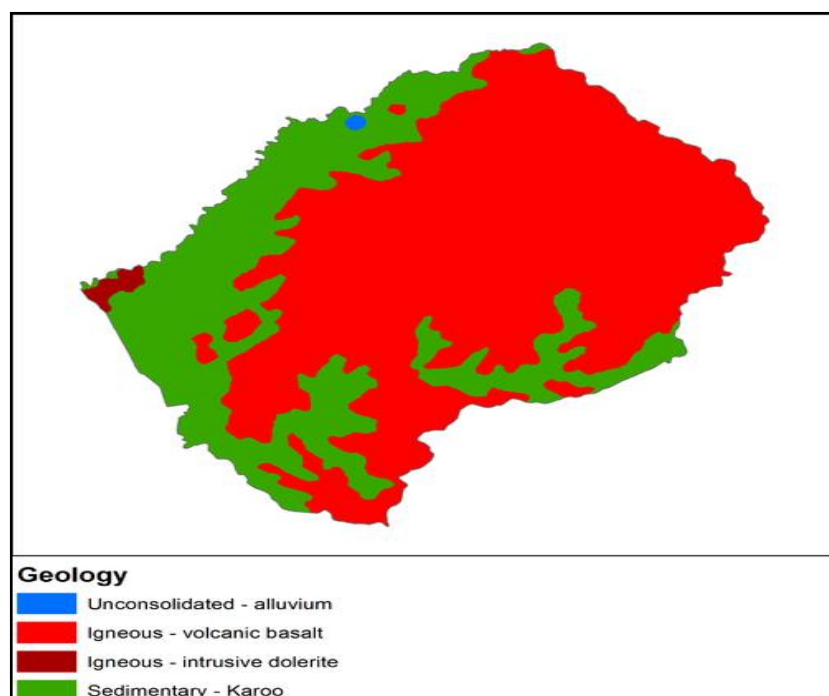 Geology
Unconsolidated - alluvium
Igneous - volcanic basalt
Igneous - intrusive dolerite
Sedimentary - Karoo